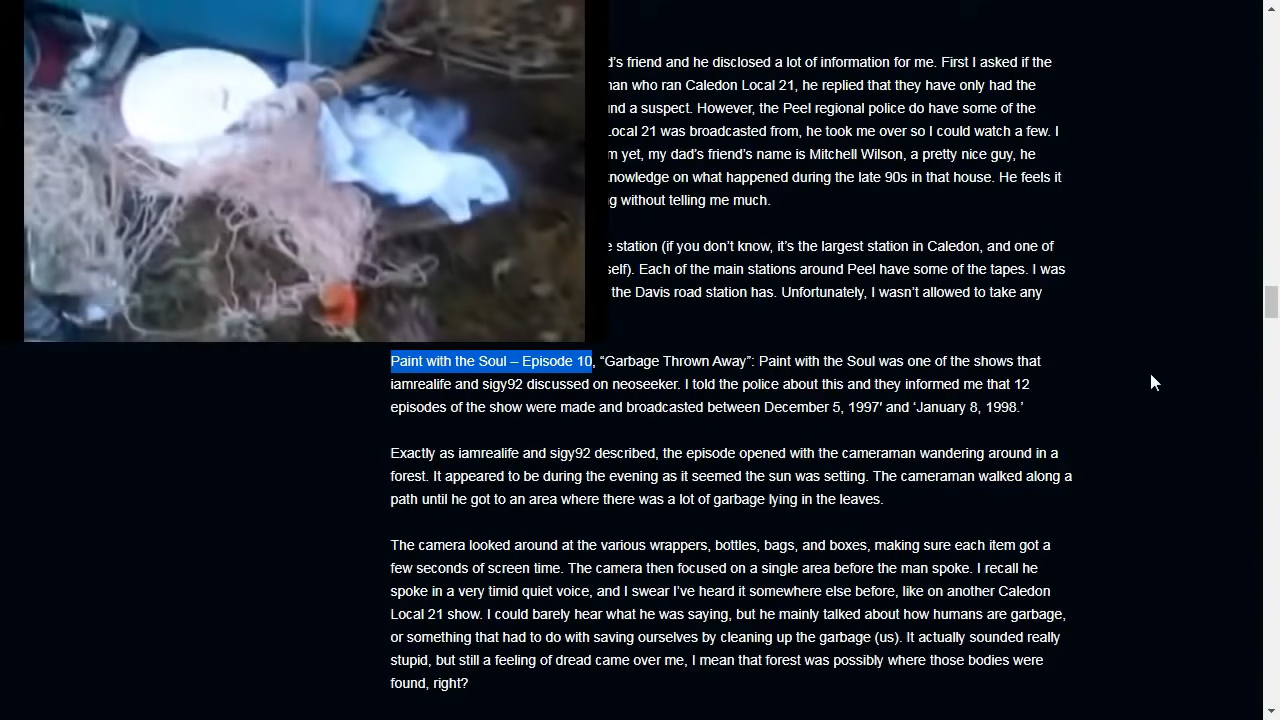 d’s friend and he disclosed a lot of information for me. First I asked if the
an who ran Caledon Local 21, he replied that they have only had the
nd a suspect. However, the Peel regional police do have some of the
ocal 21 was broadcasted from, he took me over so I could watch a few. I
m yet, my dad’s friend’s name is Mitchell Wilson, a pretty nice guy, he
nowledge on what happened during the late 90s in that house. He feels it
g without telling me much.
e station (if you don’t know, it’s the largest station in Caledon, and one of
self). Each of the main stations around Peel have some of the tapes. I was
the Davis road station has. Unfortunately, I wasn’t allowed to take any
Paint with the Soul – Episode 10, “Garbage Thrown Away”: Paint with the Soul was one of the shows that
iamrealife and sigy92 discussed on neoseeker. I told the police about this and they informed me that 12
episodes of the show were made and broadcasted between December 5, 1997′ and ‘January 8, 1998.’
Exactly as iamrealife and sigy92 described, the episode opened with the cameraman wandering around in a
forest. It appeared to be during the evening as it seemed the sun was setting. The cameraman walked along a
path until he got to an area where there was a lot of garbage lying in the leaves.
The camera looked around at the various wrappers, bottles, bags, and boxes, making sure each item got a
few seconds of screen time. The camera then focused on a single area before the man spoke. I recall he
spoke in a very timid quiet voice, and I swear I’ve heard it somewhere else before, like on another Caledon
Local 21 show. I could barely hear what he was saying, but he mainly talked about how humans are garbage,
or something that had to do with saving ourselves by cleaning up the garbage (us). It actually sounded really
stupid, but still a feeling of dread came over me, I mean that forest was possibly where those bodies were
found, right?